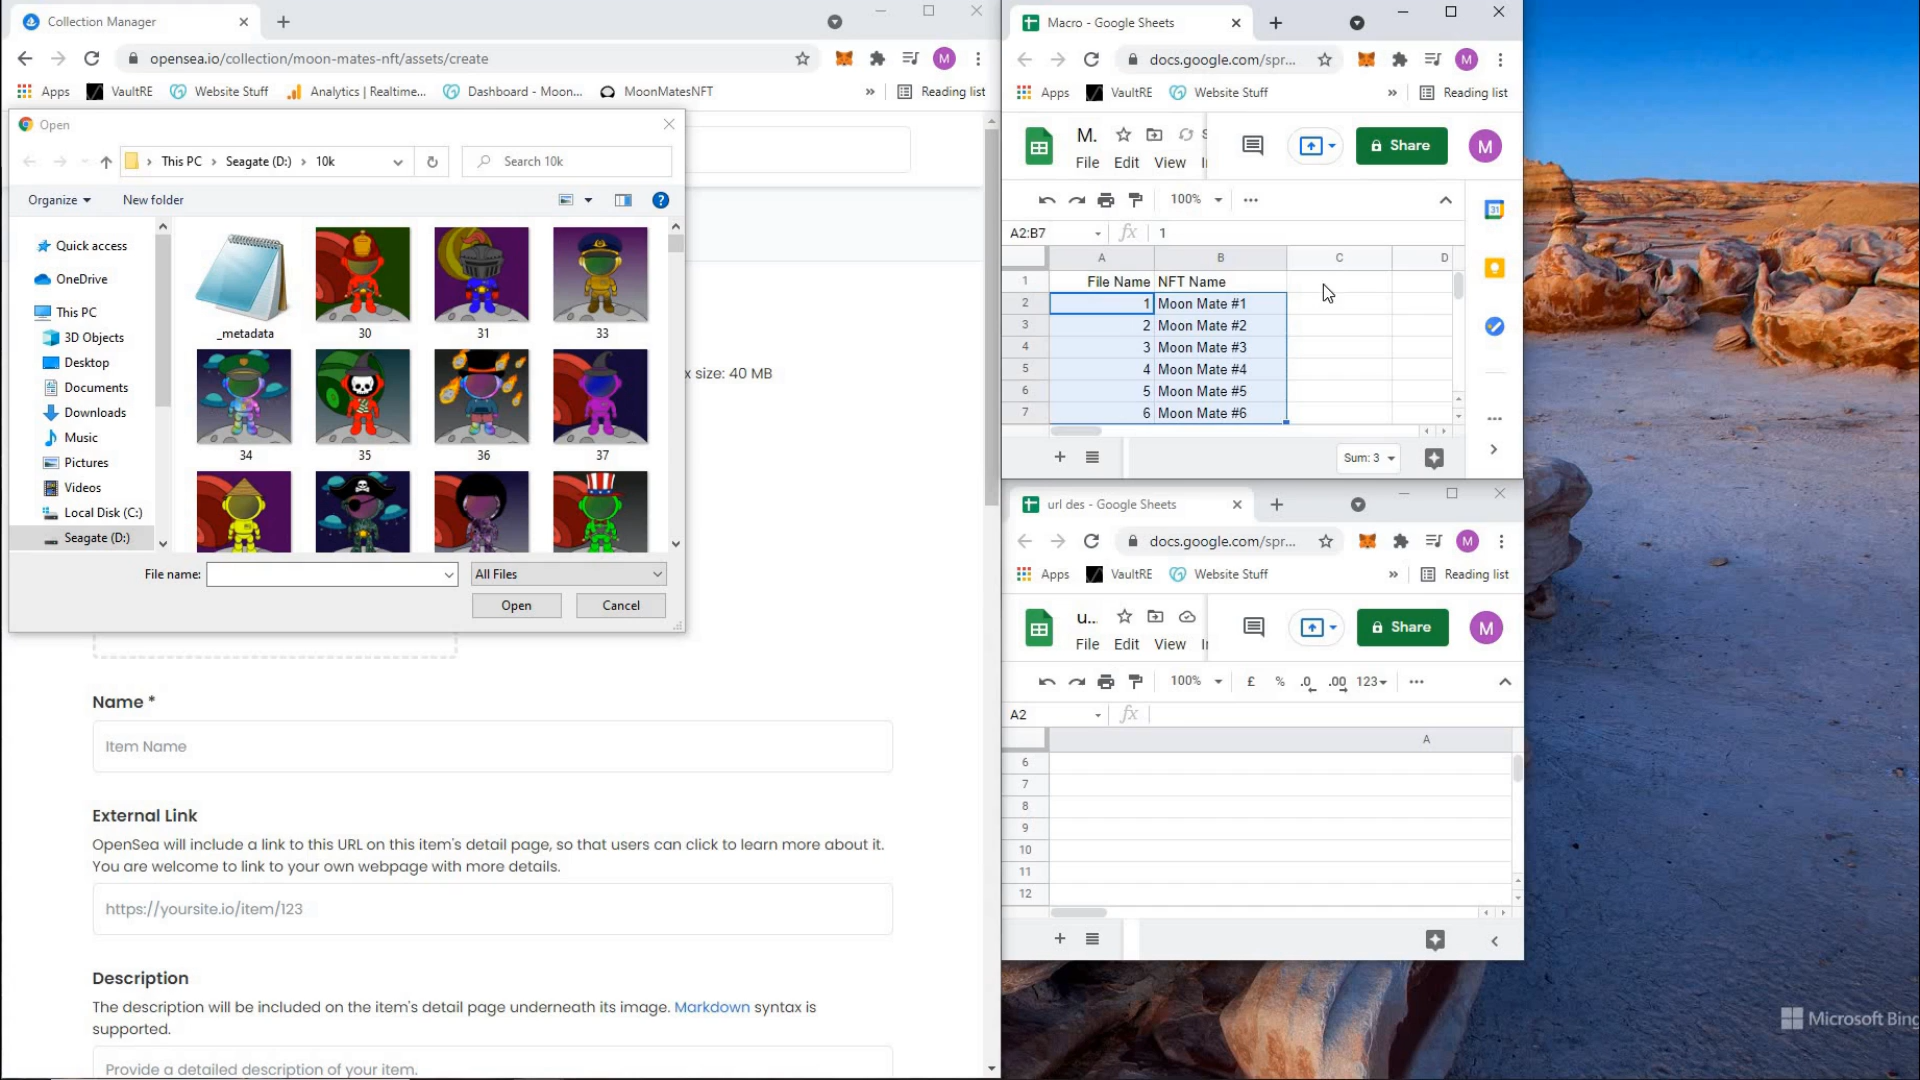 Collection Manager
opensea.io/collection/moon-mates-nft/assets/create
M
Apps
VaultRE
Website Stuff
Analytics | Realtime...
Dashboard - Moon...
MoonMatesNFT
»
Reading list
Open
This PC > Seagate (D:) > 10k
Search 10k
Organize
New folder
Quick access
OneDrive
This PC
3D Objects
Desktop
Documents
Downloads
Music
Pictures
Videos
Local Disk (C:)
Seagate (D:)
_metadata
30
31
33
34
35
36
37
File name:
All Files
Open
Cancel
x size: 40 MB
Name *
Item Name
External Link
OpenSea will include a link to this URL on this item's detail page, so that users can click to learn more about it.
You are welcome to link to your own webpage with more details.
https://yoursite.io/item/123
Description
The description will be included on the item's detail page underneath its image. Markdown syntax is
supported.
Provide a detailed description of your item.
Macro - Google Sheets
docs.google.com/spr...
M
Apps
VaultRE
Website Stuff
»
Reading list
M.
S
Share
M
File Edit View I
100%
31
A2:B7
fx
1
A B C D
1 File Name NFT Name
2 1 Moon Mate #1
3 2 Moon Mate #2
4 3 Moon Mate #3
5 4 Moon Mate #4
6 5 Moon Mate #5
7 6 Moon Mate #6
Sum: 3
url des - Google Sheets
docs.google.com/spr...
M
Apps
VaultRE
Website Stuff
»
Reading list
u...
Share
M
File Edit View I
100% £ % .0 .00 123
A2
fx
A
6
7
8
9
10
11
12
Microsoft Bing